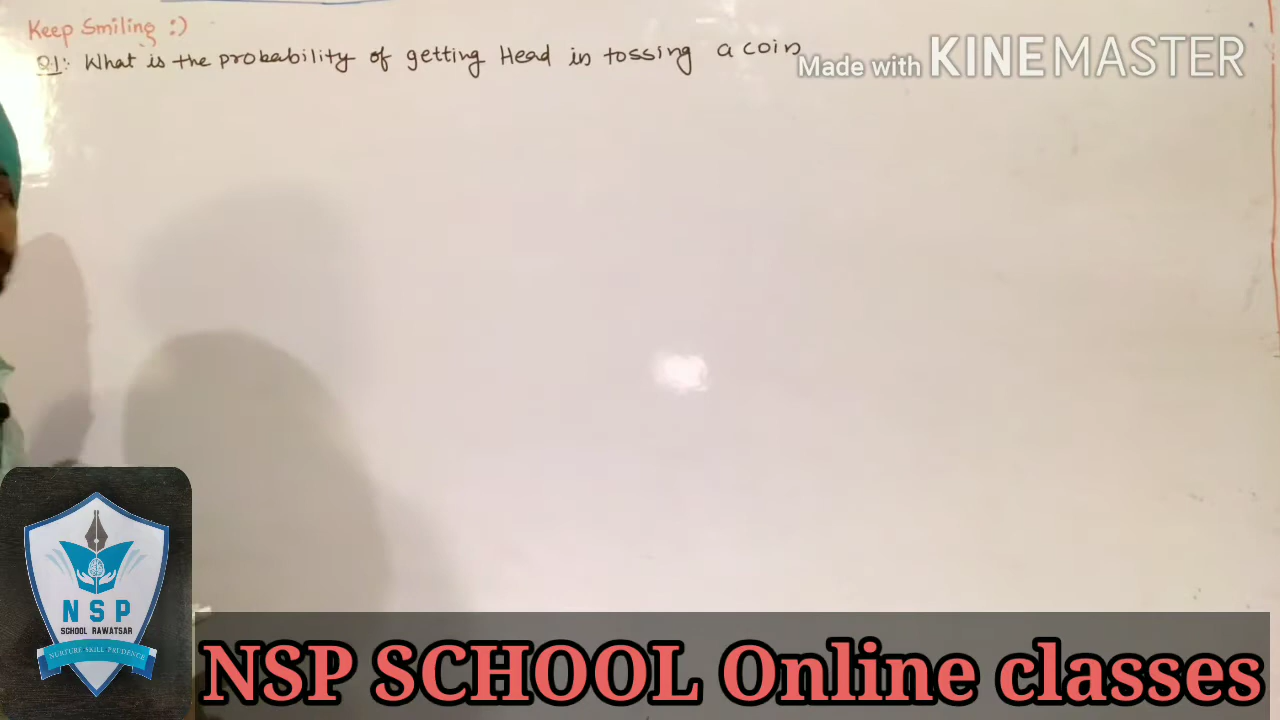 Keep Smiling :)
Q1:- What is the probability of getting Head in tossing a coin
Made with KINEMASTER
NSP
SCHOOL RAWATSAR
NURTURE SKILL PRUDENCE
NSP SCHOOL Online classes